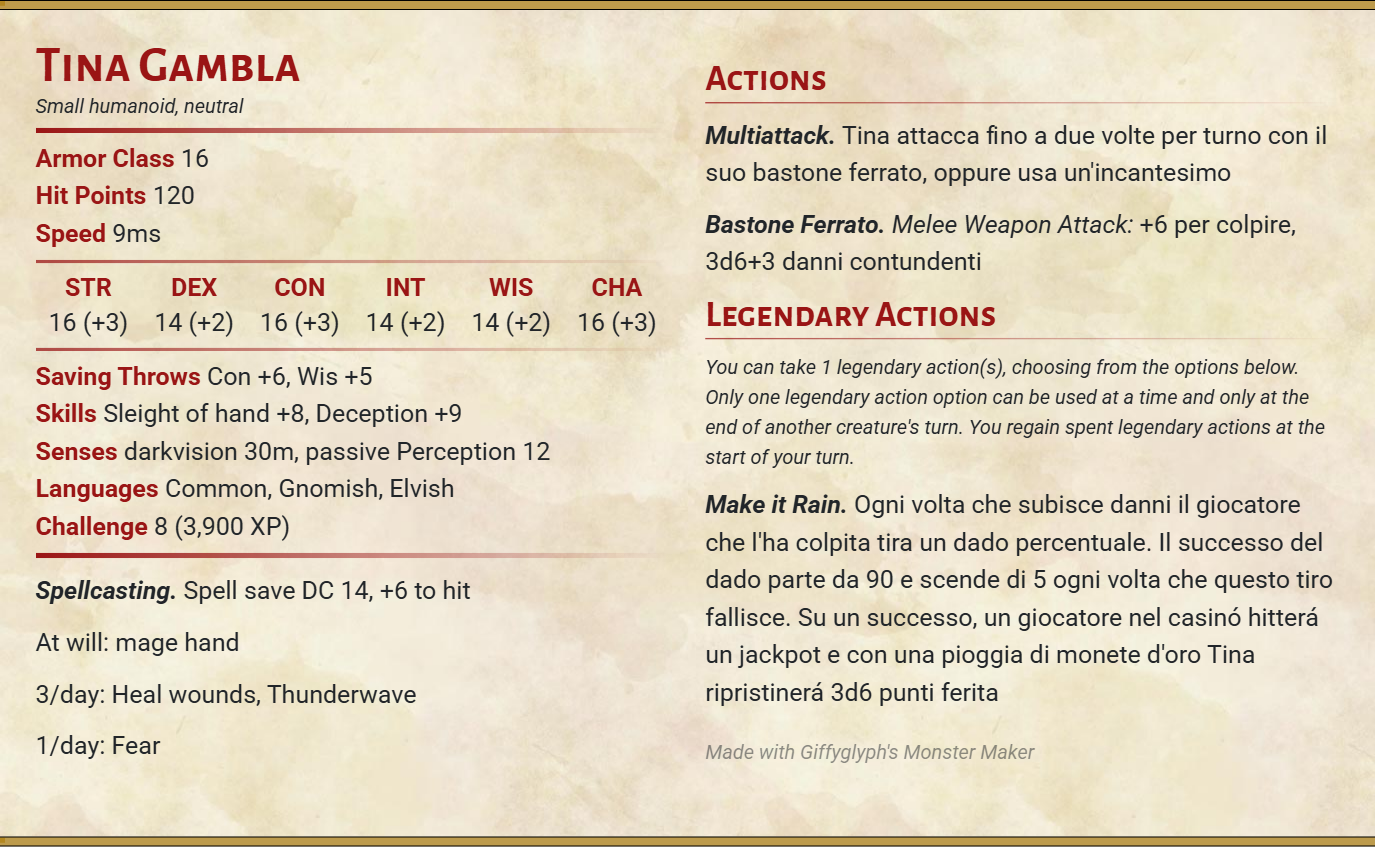 Tina Gambla
Small humanoid, neutral
Armor Class 16
Hit Points 120
Speed 9ms
STR DEX CON INT WIS CHA
16 (+3) 14 (+2) 16 (+3) 14 (+2) 14 (+2) 16 (+3)
Saving Throws Con +6, Wis +5
Skills Sleight of hand +8, Deception +9
Senses darkvision 30m, passive Perception 12
Languages Common, Gnomish, Elvish
Challenge 8 (3,900 XP)
Spellcasting. Spell save DC 14, +6 to hit
At will: mage hand
3/day: Heal wounds, Thunderwave
1/day: Fear
Actions
Multiattack. Tina attacca fino a due volte per turno con il
suo bastone ferrato, oppure usa un'incantesimo
Bastone Ferrato. Melee Weapon Attack: +6 per colpire,
3d6+3 danni contundenti
Legendary Actions
You can take 1 legendary action(s), choosing from the options below.
Only one legendary action option can be used at a time and only at the
end of another creature's turn. You regain spent legendary actions at the
start of your turn.
Make it Rain. Ogni volta che subisce danni il giocatore
che l'ha colpita tira un dado percentuale. Il successo del
dado parte da 90 e scende di 5 ogni volta che questo tiro
fallisce. Su un successo, un giocatore nel casinó hitterá
un jackpot e con una pioggia di monete d'oro Tina
ripristinerá 3d6 punti ferita
Made with Giffyglyph's Monster Maker